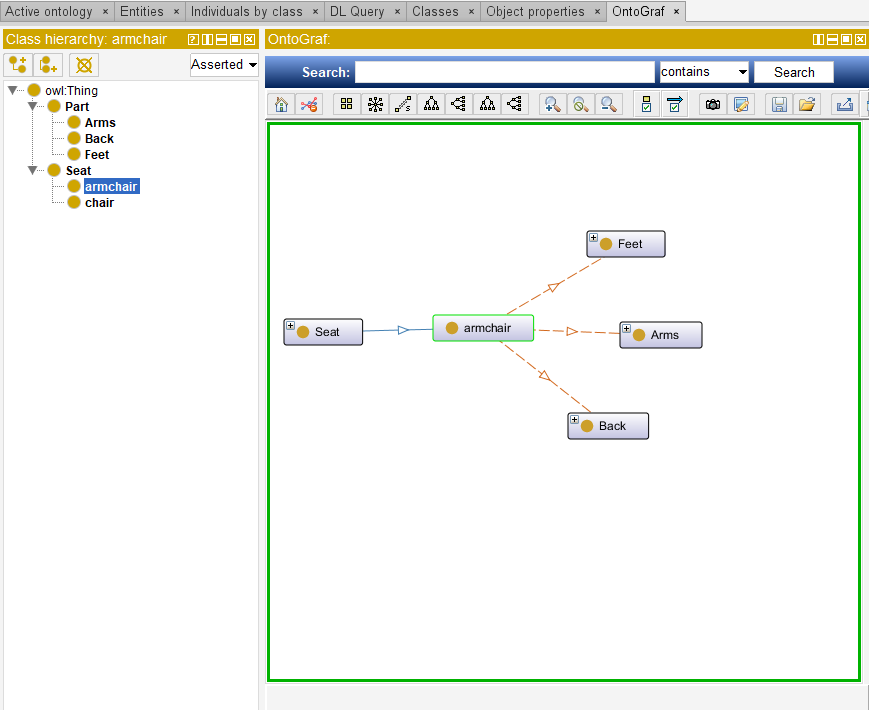 Active ontology × Entities × Individuals by class × DL Query × Classes × Object properties × OntoGraf ×
Class hierarchy: armchair
OntoGraf:
Asserted
Search: contains Search
owl:Thing
Part
Arms
Back
Feet
Seat
armchair
chair
Feet
Seat
armchair
Arms
Back